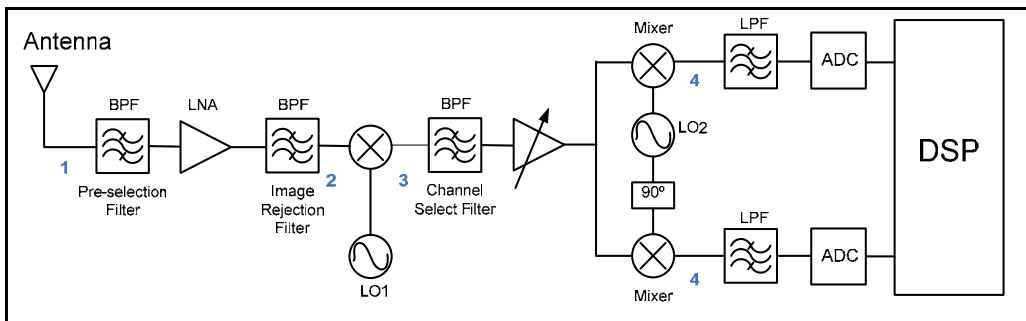 Antenna
BPF
LNA
BPF
BPF
Mixer
LPF
ADC
4
LO2
DSP
1
2
3
Pre-selection
Filter
Image
Rejection
Filter
Channel
Select Filter
90º
LO1
LPF
ADC
4
Mixer